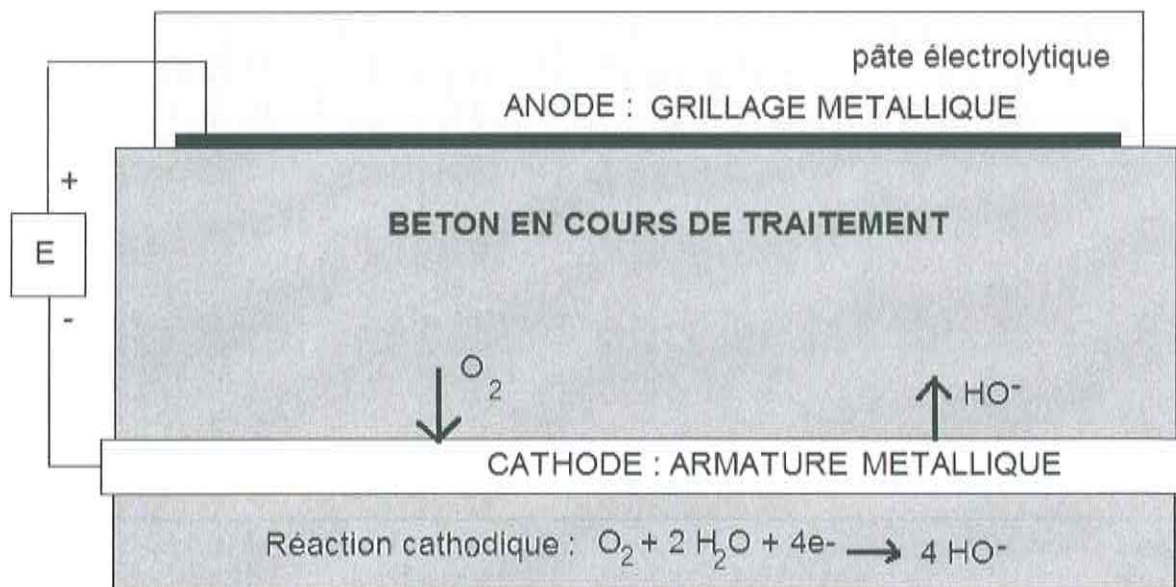 pâte électrolytique
ANODE : GRILLAGE METALLIQUE
+
BETON EN COURS DE TRAITEMENT
E
-
O₂
HO⁻
CATHODE : ARMATURE METALLIQUE
Réaction cathodique : O₂ + 2 H₂O + 4e- → 4 HO⁻